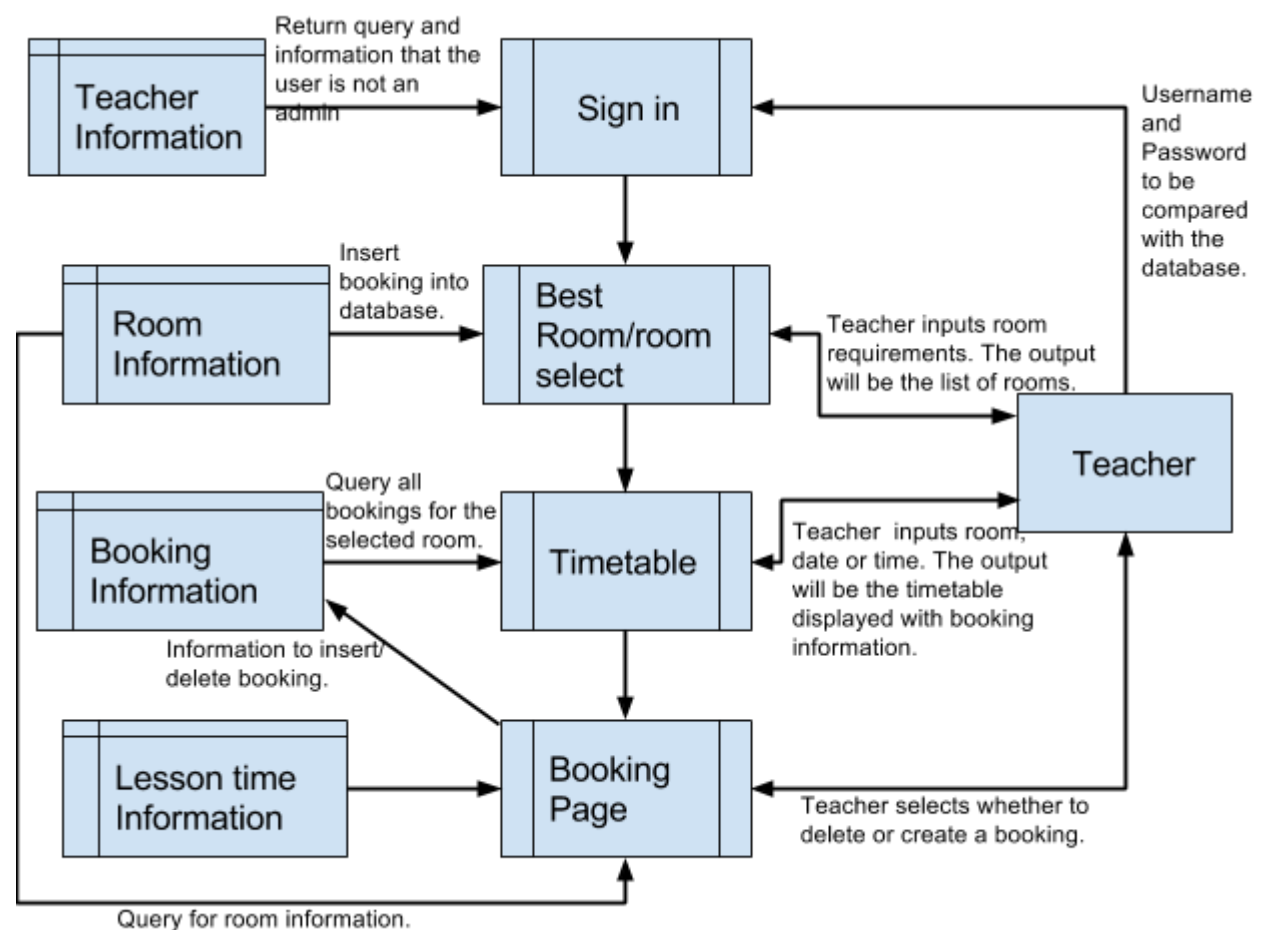 Return query and
information that the
user is not an
admin
Teacher
Information
Sign in
Username
and
Password
to be
compared
with the
database.
Insert
booking into
database.
Room
Information
Best
Room/room
select
Teacher inputs room
requirements. The output
will be the list of rooms.
Teacher
Query all
bookings for the
selected room.
Booking
Information
Timetable
Teacher inputs room,
date or time. The output
will be the timetable
displayed with booking
information.
Information to insert/
delete booking.
Lesson time
Information
Booking
Page
Teacher selects whether to
delete or create a booking.
Query for room information.